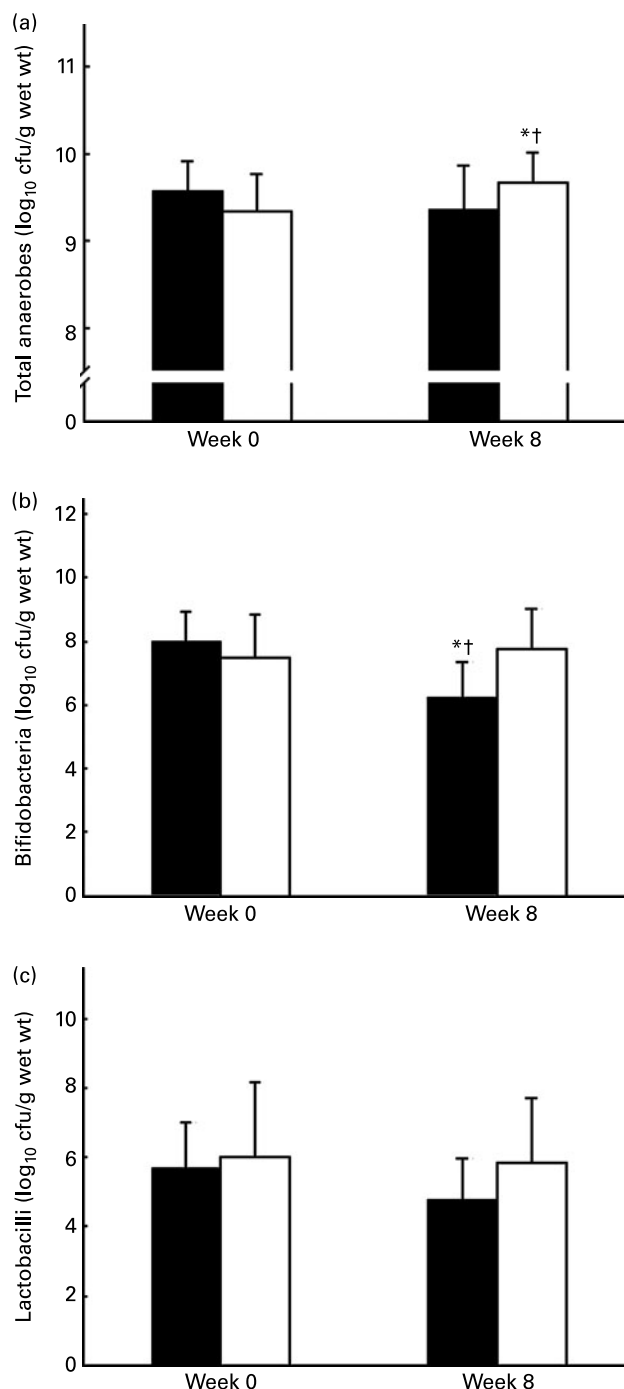 (a)
Total anaerobes (log10 cfu/g wet wt)
11
10
9
8
0
*†
Week 0 Week 8
(b)
Bifidobacteria (log10 cfu/g wet wt)
12
10
8
6
4
2
0
*†
Week 0 Week 8
(c)
Lactobacilli (log10 cfu/g wet wt)
10
8
6
4
2
0
Week 0 Week 8